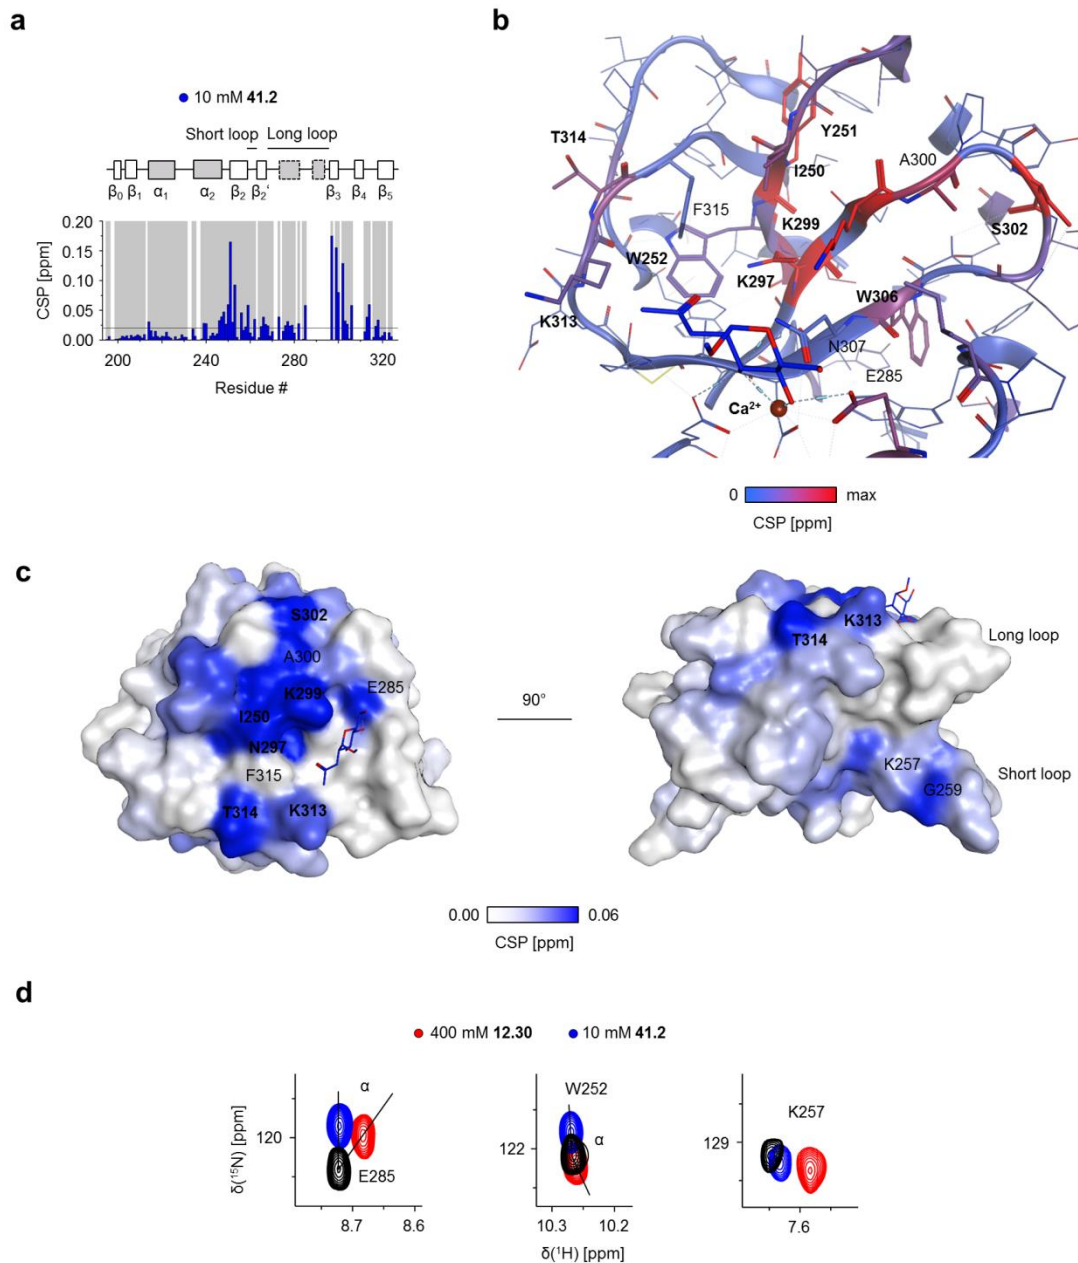 a
● 10 mM 41.2
Short loop Long loop
β0 β1 α1 α2 β2 β2' β3 β4 β5
CSP [ppm]
0.20
0.15
0.10
0.05
0.00
200 240 280 320
Residue #
b
T314
Y251
I250
A300
F315
K299
S302
W252
K297
W306
K313
N307
E285
Ca²⁺
0 max
CSP [ppm]
c
S302
A300
K299
E285
I250
N297
F315
T314
K313
90°
K313
T314
Long loop
K257
G259
Short loop
0.00 0.06
CSP [ppm]
d
● 400 mM 12.30 ● 10 mM 41.2
δ(¹⁵N) [ppm]
α
120
E285
8.7 8.6
W252
α
122
10.3 10.2
K257
129
7.6
δ(¹H) [ppm]